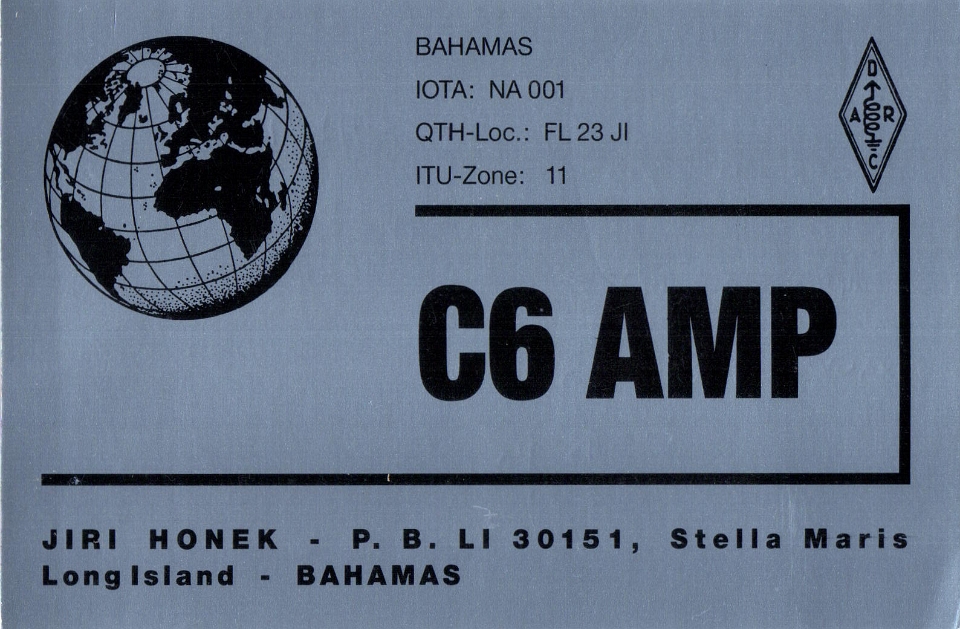 BAHAMAS
IOTA: NA 001
QTH-Loc.: FL 23 JI
ITU-Zone: 11
D
A R
C
C6 AMP
JIRI HONEK - P. B. LI 30151, Stella Maris
Long Island - BAHAMAS